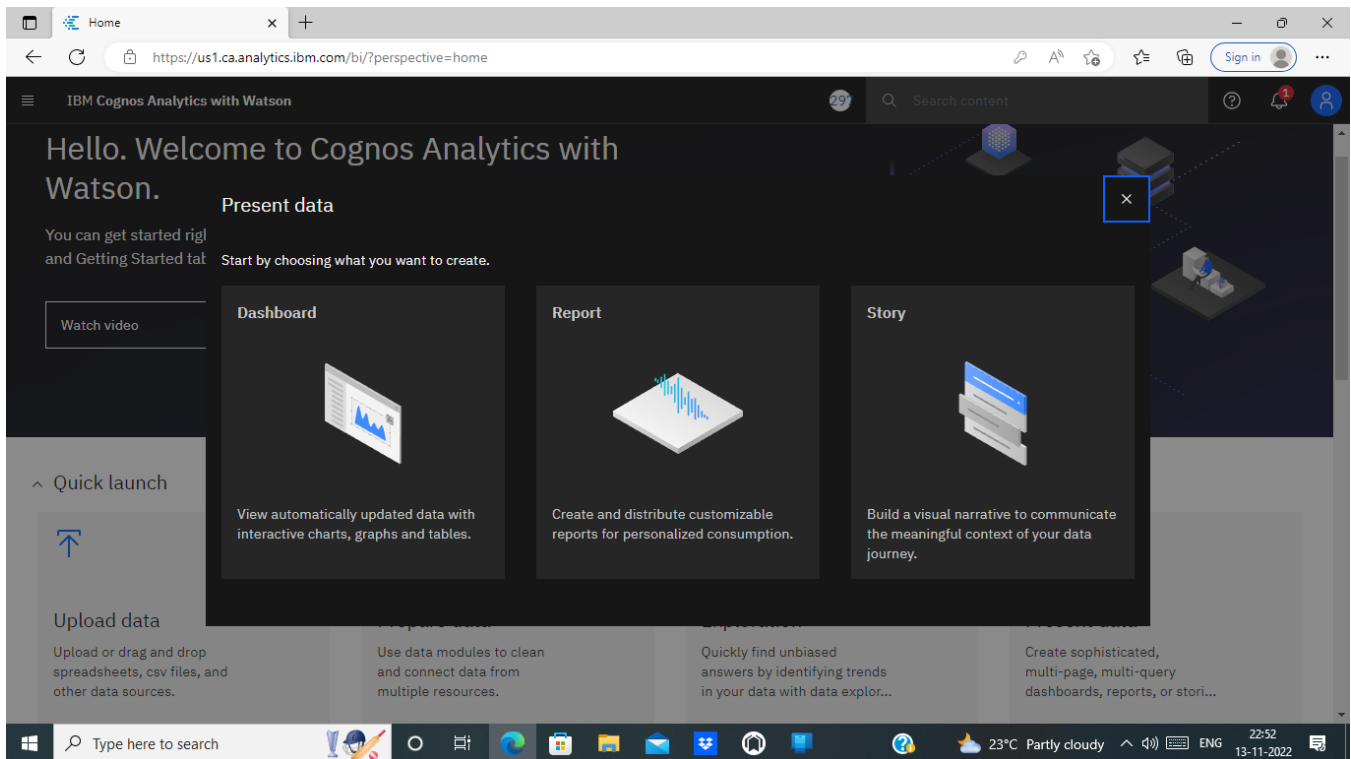 Home
https://us1.ca.analytics.ibm.com/bi/?perspective=home
Sign in
IBM Cognos Analytics with Watson
Search content
1
Hello. Welcome to Cognos Analytics with
Watson.
You can get started rig
and Getting Started tab
Watch video
Present data
Start by choosing what you want to create.
Dashboard
View automatically updated data with
interactive charts, graphs and tables.
Report
Create and distribute customizable
reports for personalized consumption.
Story
Build a visual narrative to communicate
the meaningful context of your data
journey.
Quick launch
Upload data
Upload or drag and drop
spreadsheets, csv files, and
other data sources.
Use data modules to clean
and connect data from
multiple resources.
Quickly find unbiased
answers by identifying trends
in your data with data explor...
Create sophisticated,
multi-page, multi-query
dashboards, reports, or stori...
Type here to search
23°C Partly cloudy
ENG
22:52
13-11-2022